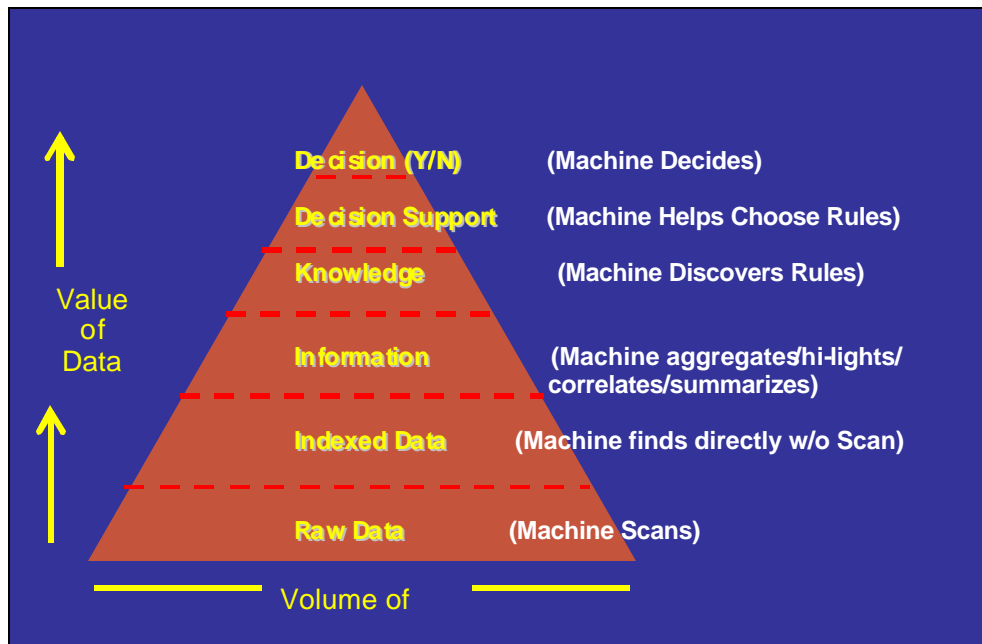 Decision (Y/N) (Machine Decides)
Decision Support (Machine Helps Choose Rules)
Knowledge (Machine Discovers Rules)
Value
of
Data
Information (Machine aggregates/hi-lights/
correlates/summarizes)
Indexed Data (Machine finds directly w/o Scan)
Raw Data (Machine Scans)
Volume of